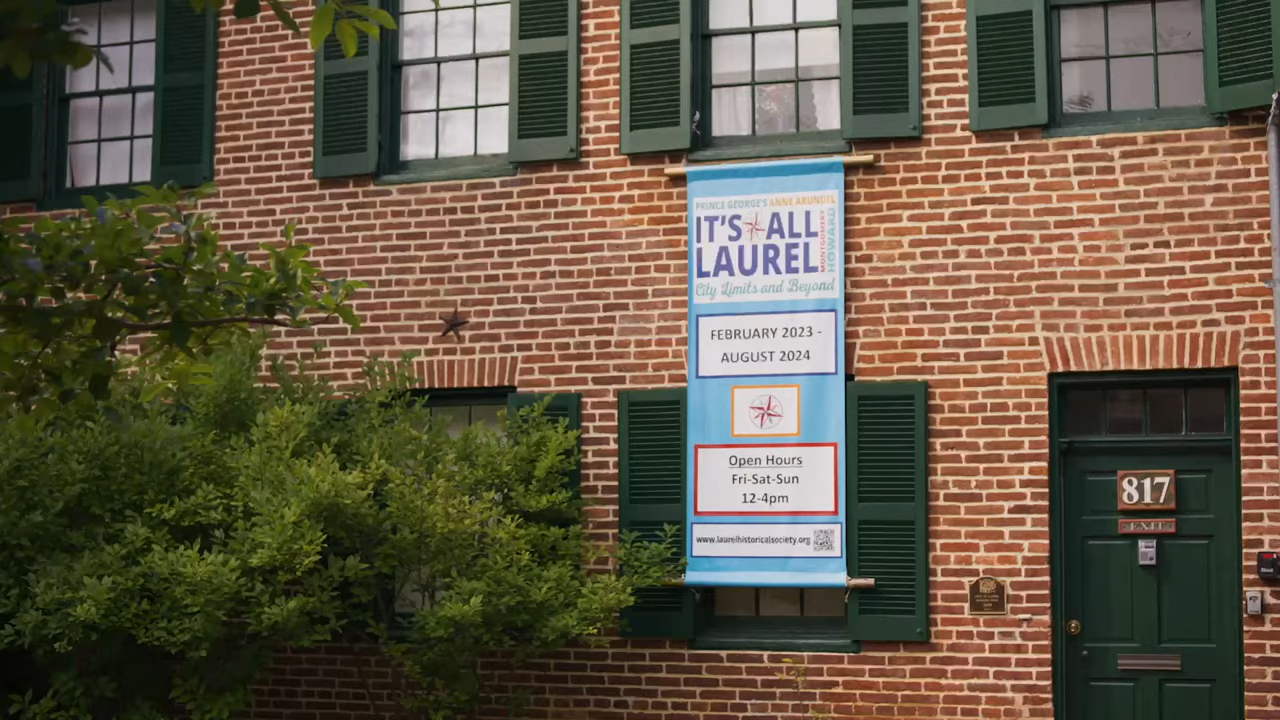 PRINCE GEORGE'S ANNE ARUNDEL
IT'S ALL
LAUREL
MONTGOMERY
HOWARD
City Limits and Beyond
FEBRUARY 2023 -
AUGUST 2024
Open Hours
Fri-Sat-Sun
12-4pm
www.laurelhistoricalsociety.org
817
EXIT